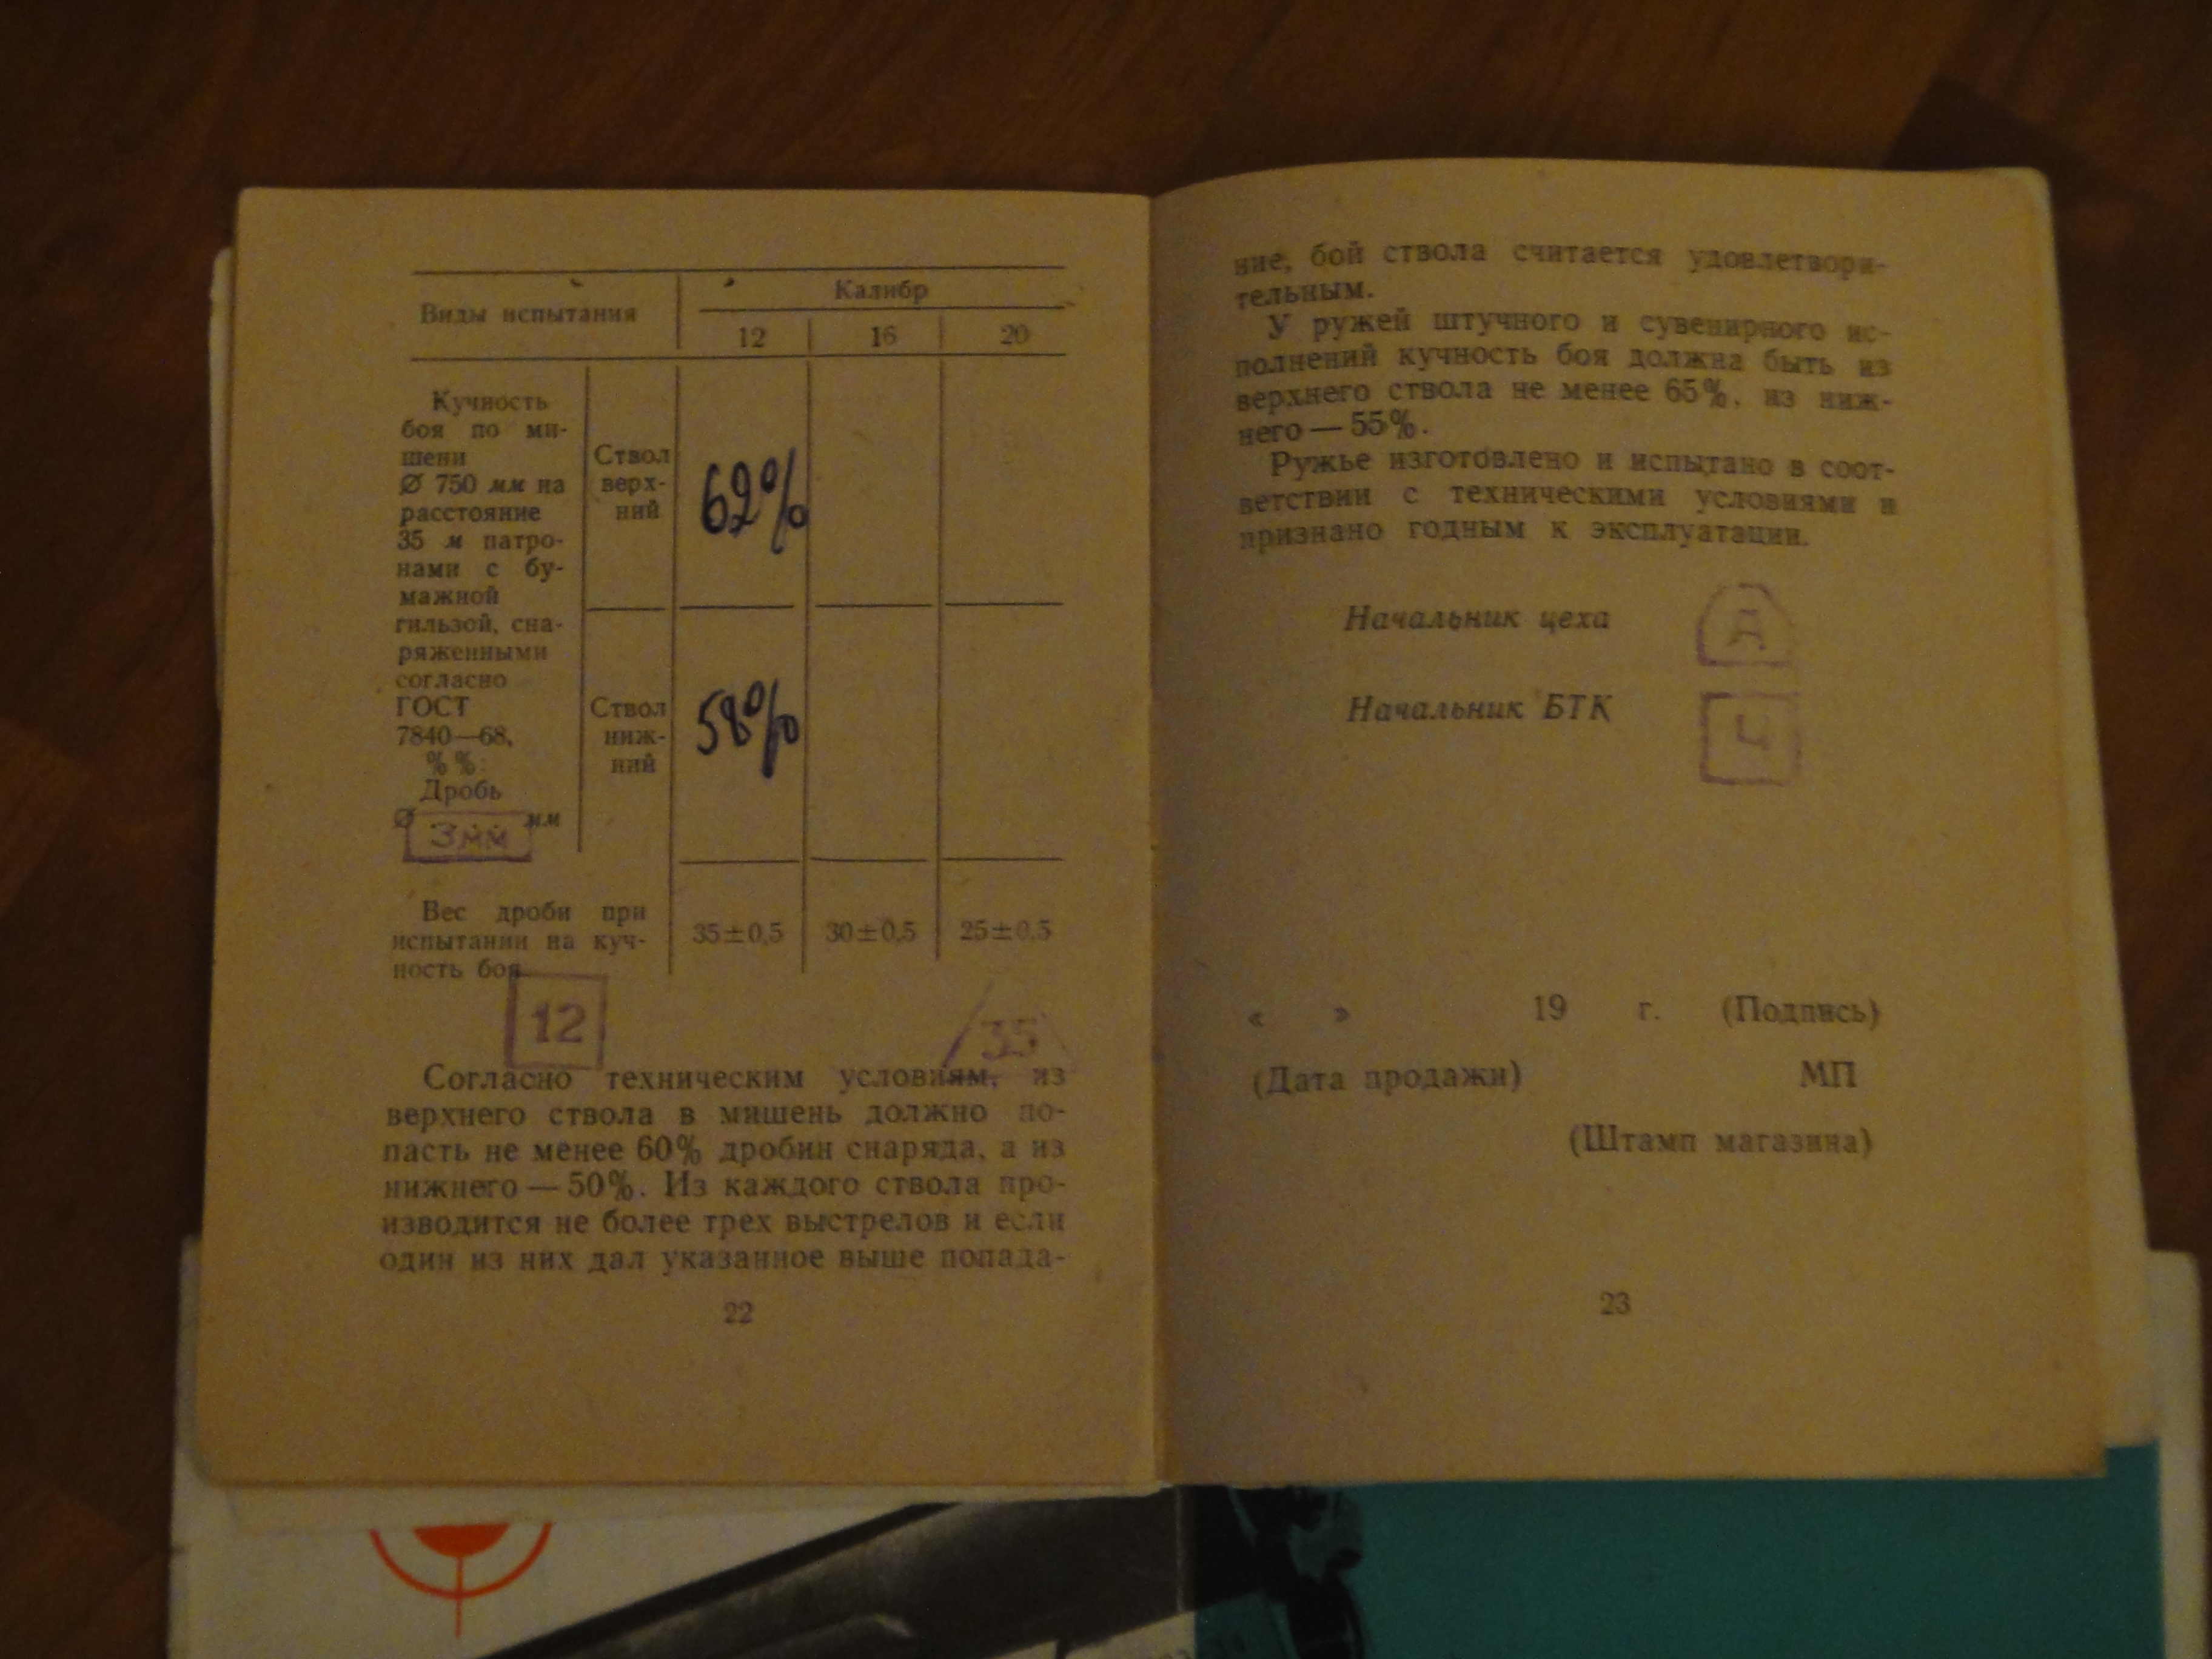 Виды испытания
Калибр
12
16
20
Кучность
боя по ми-
шени
Ø 750 мм на
расстояние
35 м патро-
нами с бу-
мажной
гильзой, сна-
ряженными
согласно
ГОСТ
7840—68,
% %:
Дробь
Ø мм
3мм
Ствол
верх-
ний
62%
Ствол
ниж-
ний
58%
Вес дроби при
испытании на куч-
ность боя
35±0,5
30±0,5
25±0,5
12
35
Согласно техническим условиям, из
верхнего ствола в мишень должно по-
пасть не менее 60% дробин снаряда, а из
нижнего — 50%. Из каждого ствола про-
изводится не более трех выстрелов и если
один из них дал указанное выше попада-
22
ние, бой ствола считается удовлетвори-
тельным.
У ружей штучного и сувенирного ис-
полнений кучность боя должна быть из
верхнего ствола не менее 65%, из ниж-
него — 55%.
Ружье изготовлено и испытано в соот-
ветствии с техническими условиями и
признано годным к эксплуатации.
Начальник цеха
Начальник БТК
Ч
« » 19 г. (Подпись)
(Дата продажи) МП
(Штамп магазина)
23